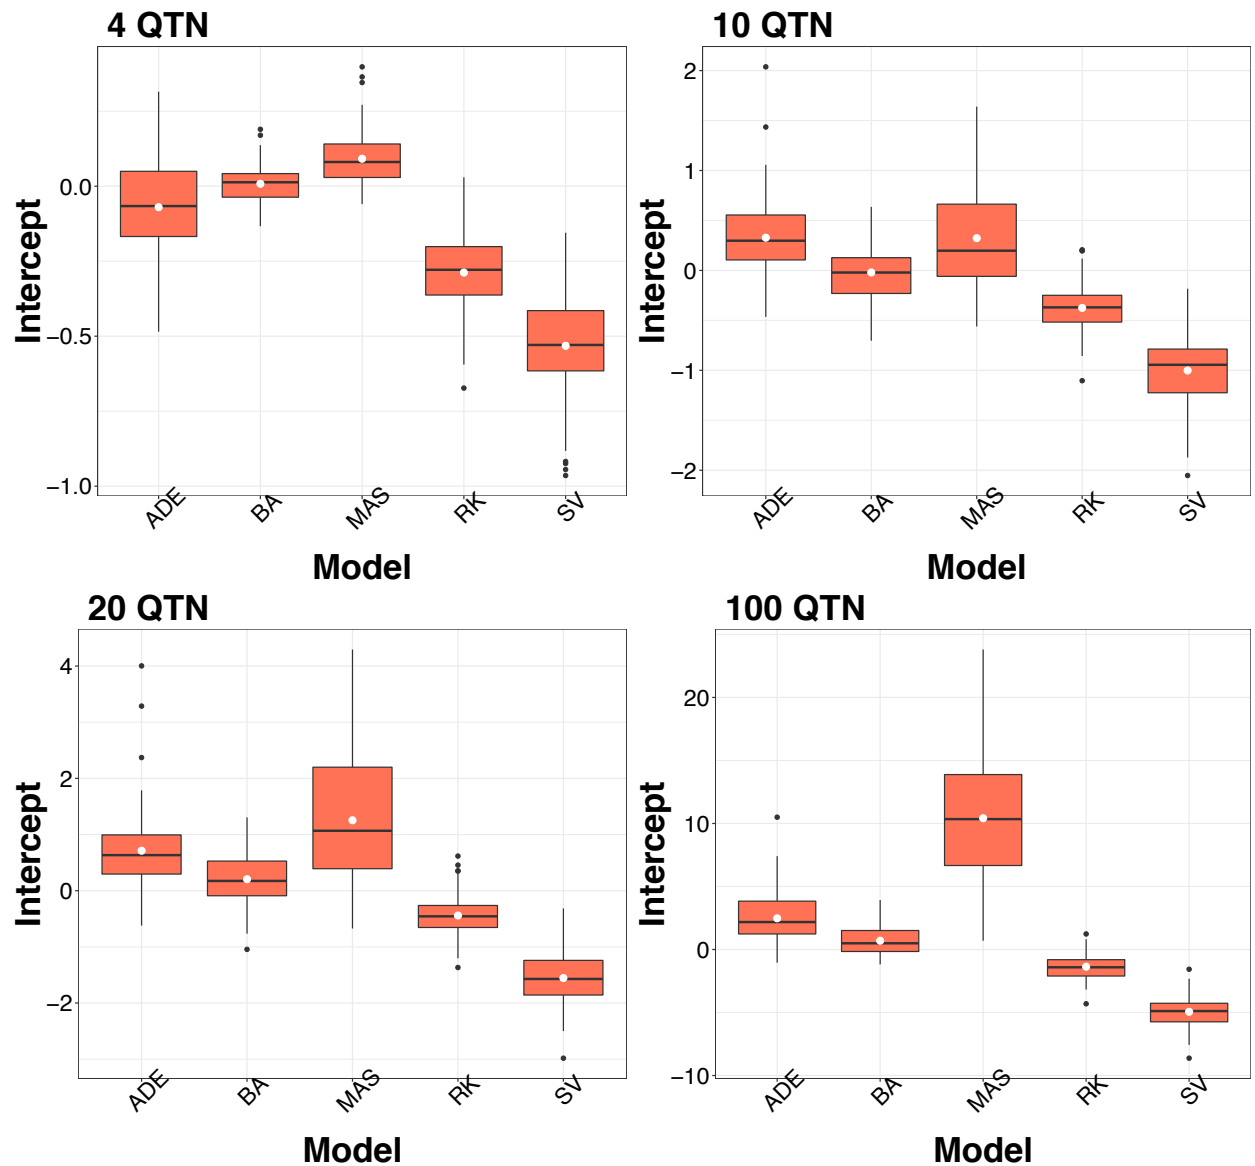 4 QTN
Intercept
0.0
−0.5
−1.0
ADE
BA
MAS
RK
SV
Model
10 QTN
Intercept
2
1
0
−1
−2
ADE
BA
MAS
RK
SV
Model
20 QTN
Intercept
4
2
0
−2
ADE
BA
MAS
RK
SV
Model
100 QTN
Intercept
20
10
0
−10
ADE
BA
MAS
RK
SV
Model